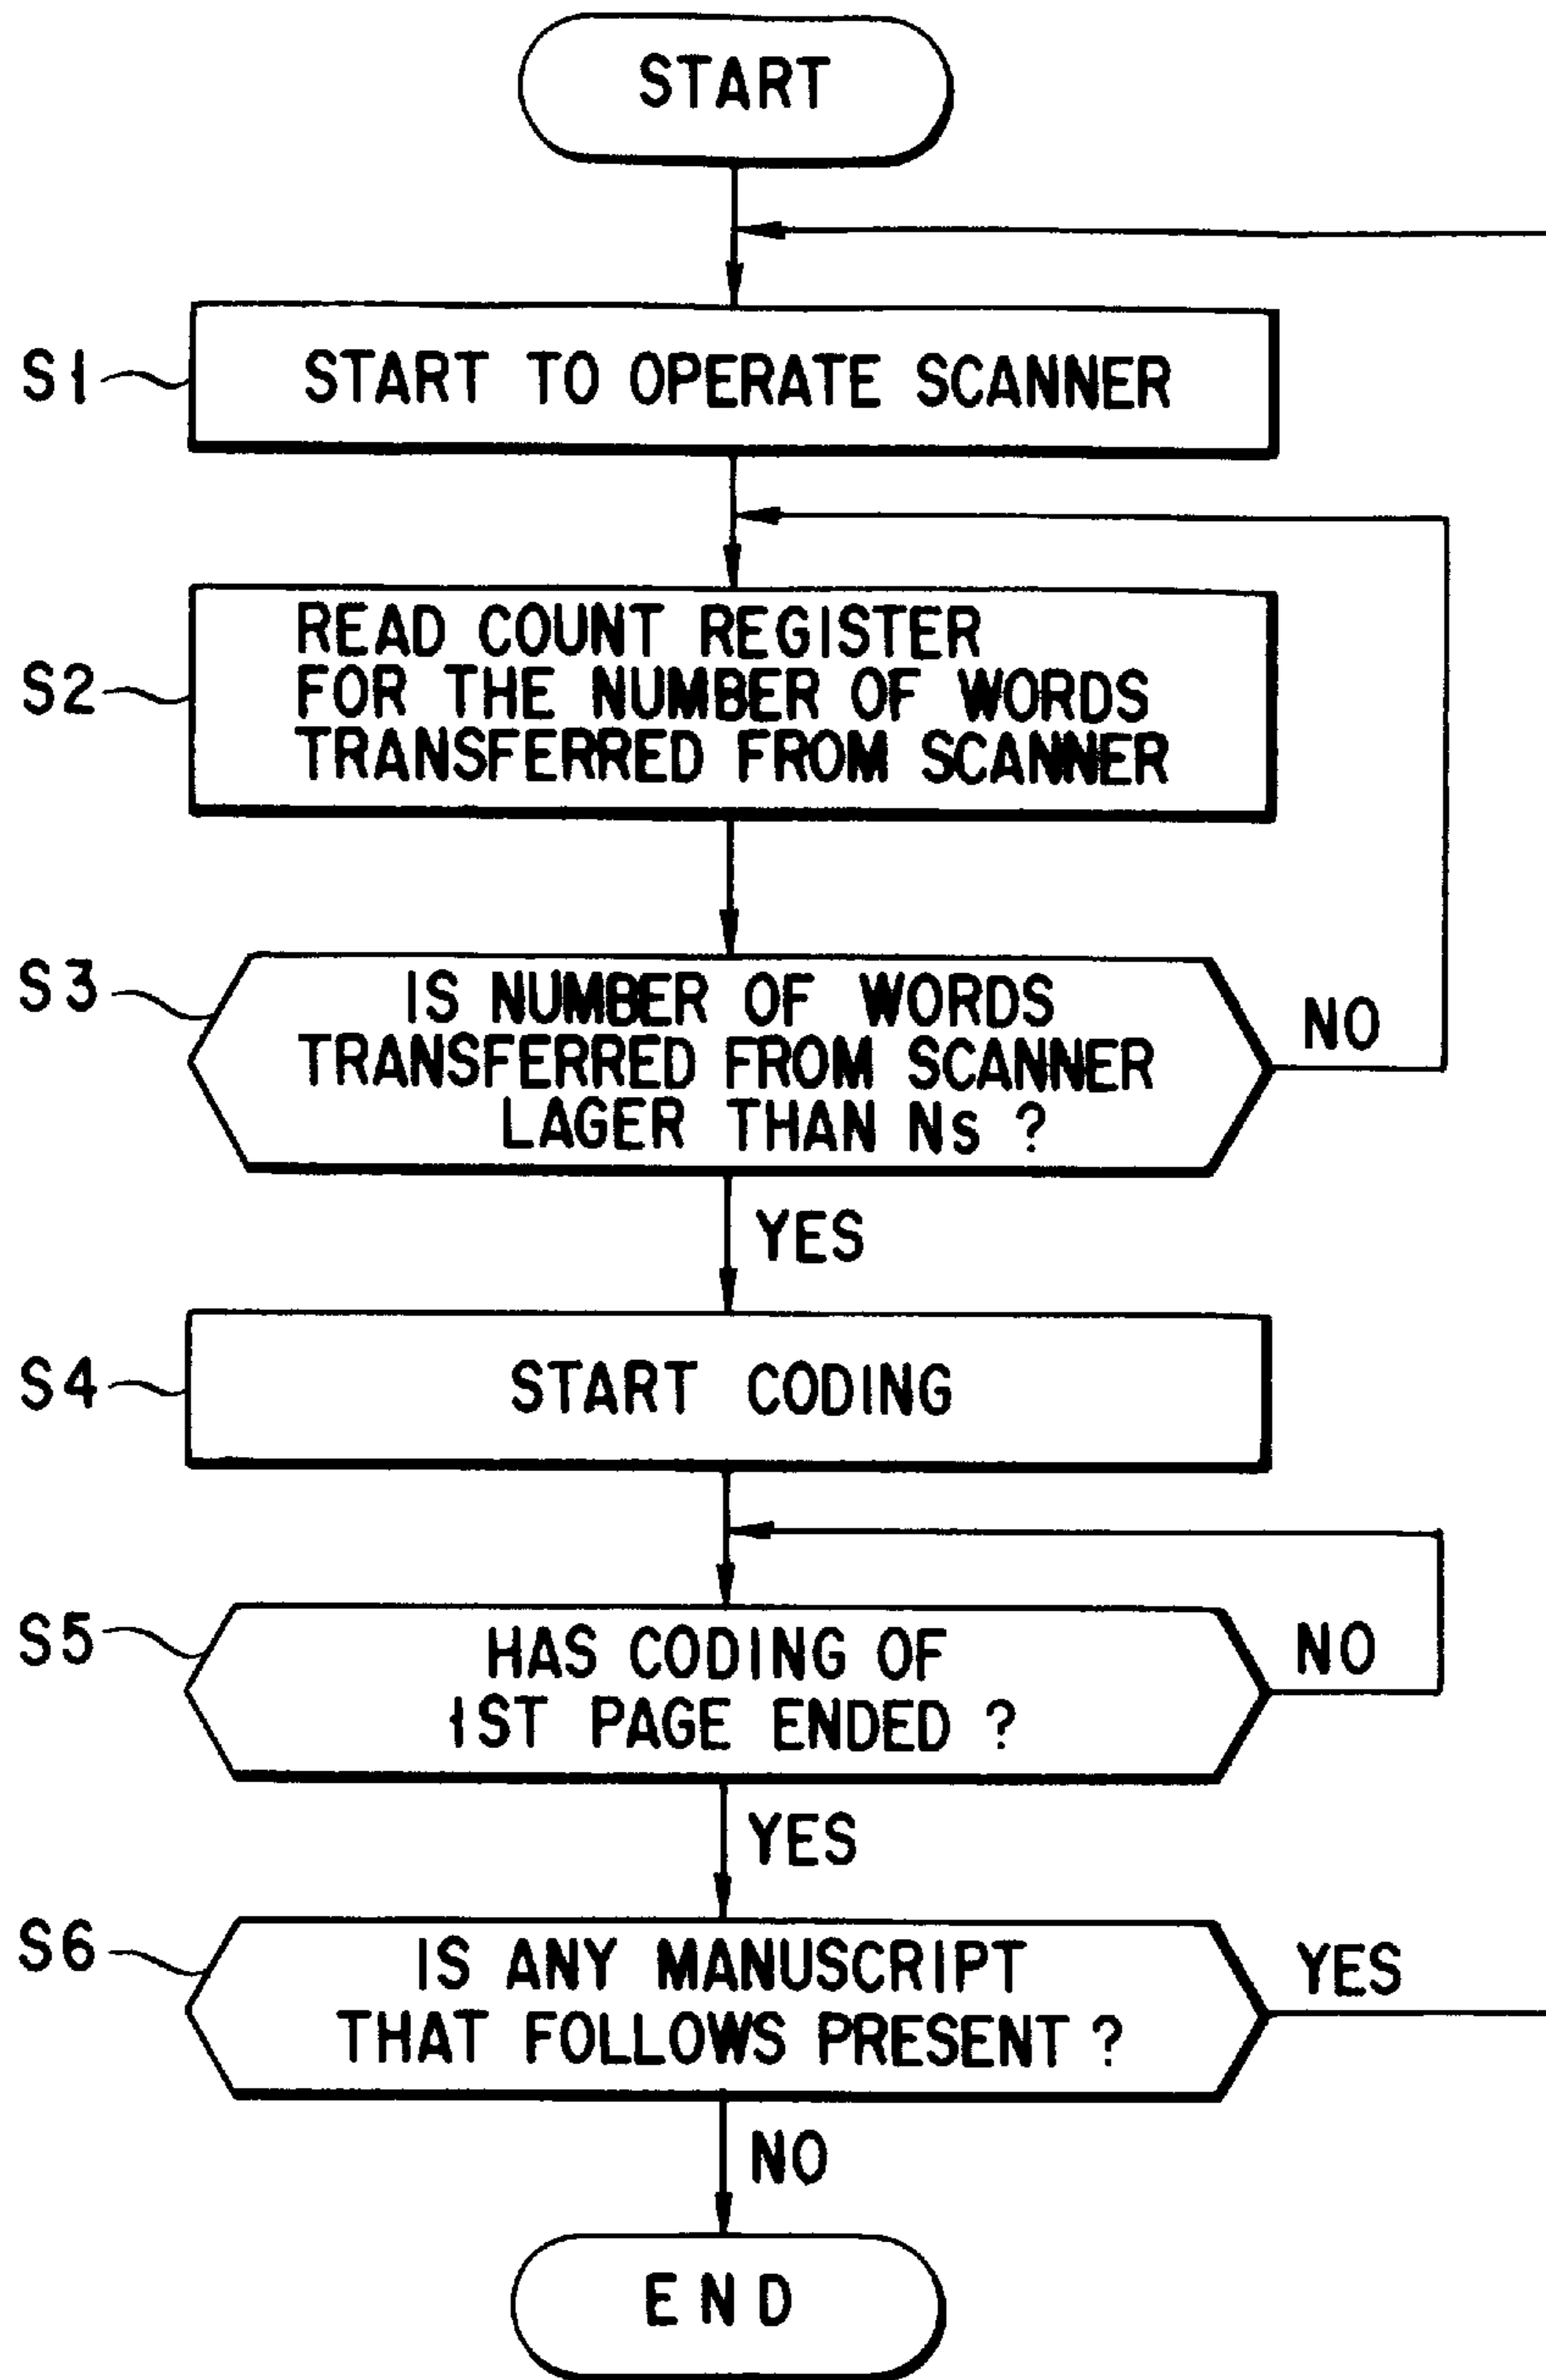 START
S1
START TO OPERATE SCANNER
S2
READ COUNT REGISTER
FOR THE NUMBER OF WORDS
TRANSFERRED FROM SCANNER
S3
IS NUMBER OF WORDS
TRANSFERRED FROM SCANNER
LAGER THAN Ns ?
NO
YES
S4
START CODING
S5
HAS CODING OF
1ST PAGE ENDED ?
NO
YES
S6
IS ANY MANUSCRIPT
THAT FOLLOWS PRESENT ?
YES
NO
END